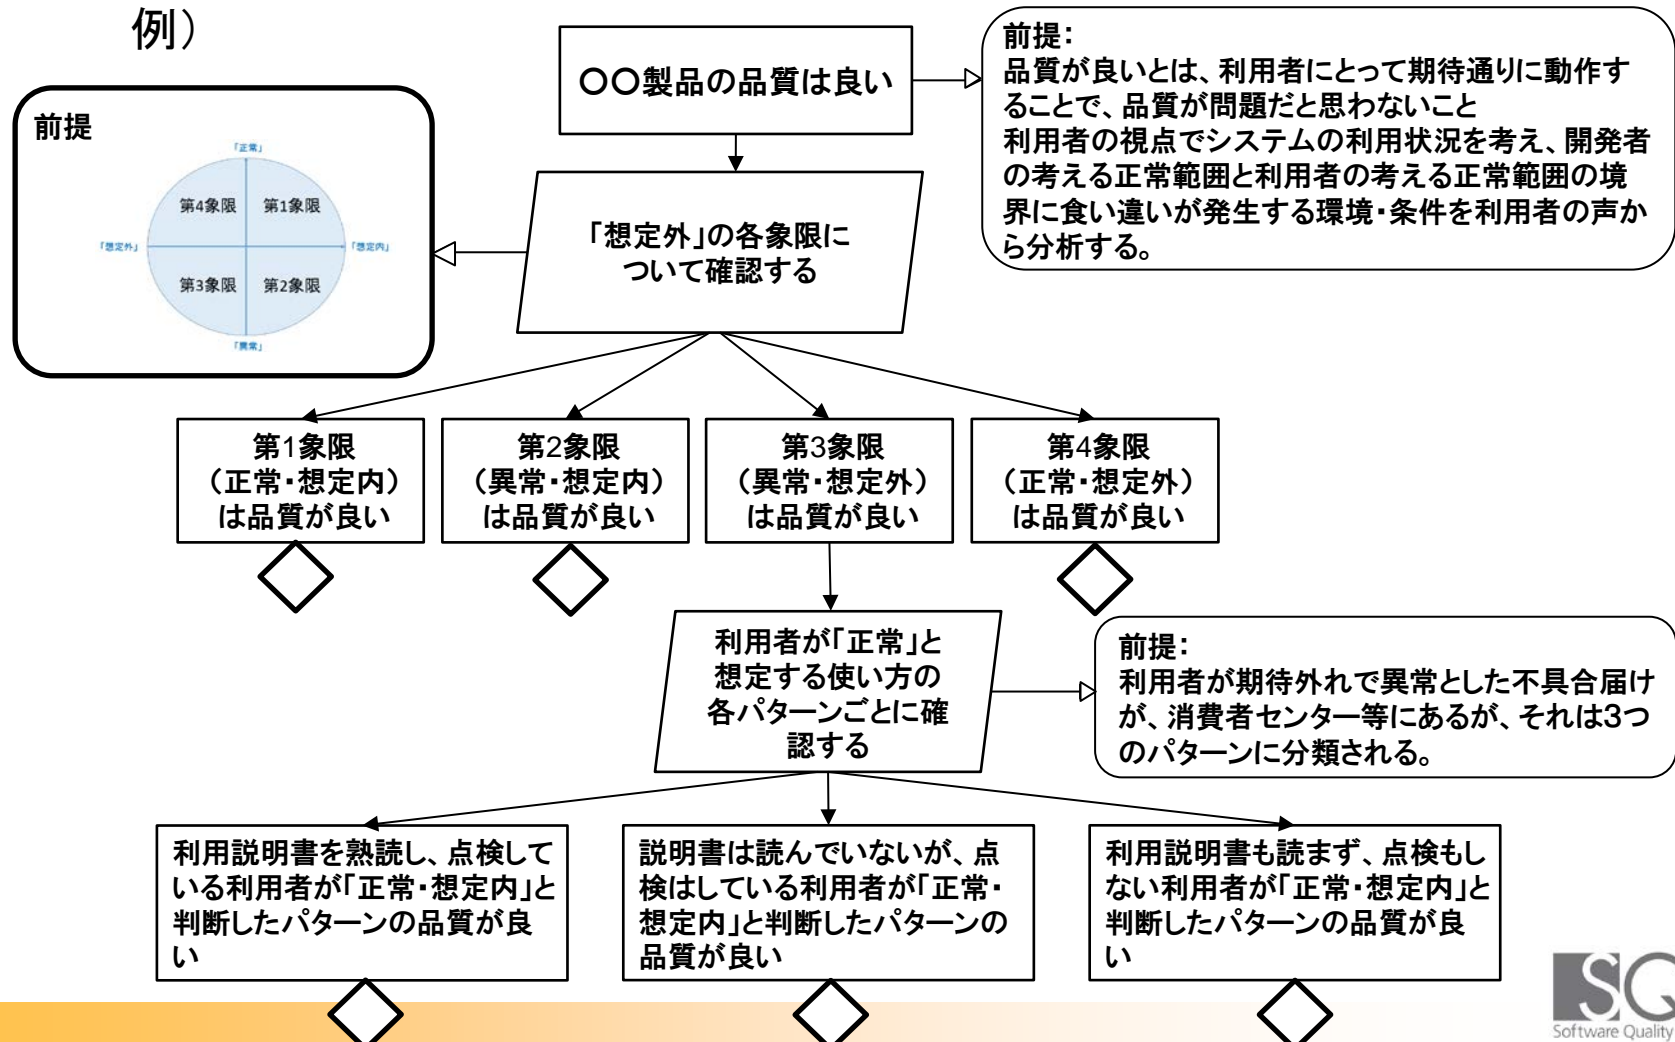 例）
〇〇製品の品質は良い
前提：
品質が良いとは、利用者にとって期待通りに動作す
ることで、品質が問題だと思わないこと
利用者の視点でシステムの利用状況を考え、開発者
の考える正常範囲と利用者の考える正常範囲の境
界に食い違いが発生する環境・条件を利用者の声か
ら分析する。
前提
「正常」
第4象限
第1象限
「想定外」
「想定内」
第3象限
第2象限
「異常」
「想定外」の各象限に
ついて確認する
第1象限
（正常・想定内）
は品質が良い
第2象限
（異常・想定内）
は品質が良い
第3象限
（異常・想定外）
は品質が良い
第4象限
（正常・想定外）
は品質が良い
利用者が「正常」と
想定する使い方の
各パターンごとに確
認する
前提：
利用者が期待外れで異常とした不具合届け
が、消費者センター等にあるが、それは3つ
のパターンに分類される。
利用説明書を熟読し、点検して
いる利用者が「正常・想定内」と
判断したパターンの品質が良
い
説明書は読んでいないが、点
検はしている利用者が「正常・
想定内」と判断したパターンの
品質が良い
利用説明書も読まず、点検もし
ない利用者が「正常・想定内」と
判断したパターンの品質が良
い
SQ
Software Quality